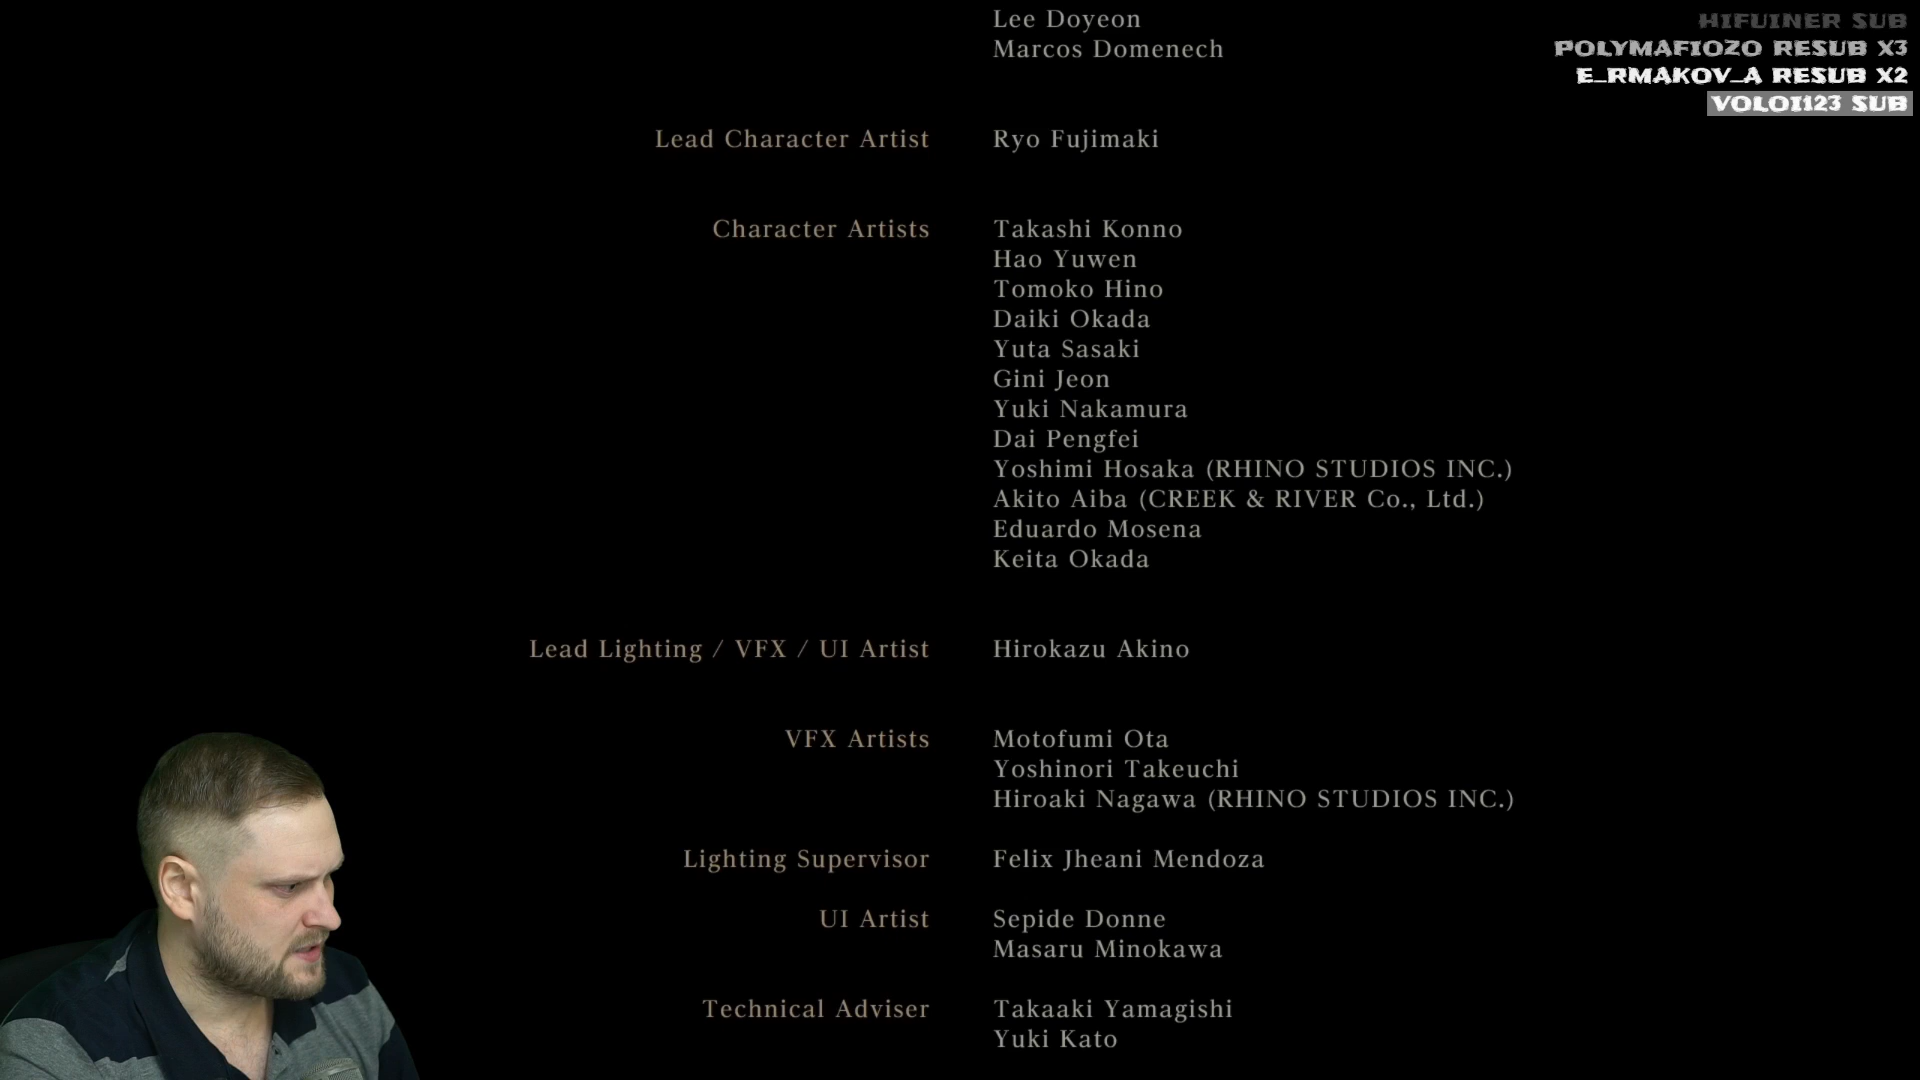 Lee Doyeon
Marcos Domenech
HIFUINER SUB
POLYMAFIOZO RESUB X3
E_RMAKOV_A RESUB X2
VOLOI123 SUB
Lead Character Artist Ryo Fujimaki
Character Artists Takashi Konno
Hao Yuwen
Tomoko Hino
Daiki Okada
Yuta Sasaki
Gini Jeon
Yuki Nakamura
Dai Pengfei
Yoshimi Hosaka (RHINO STUDIOS INC.)
Akito Aiba (CREEK & RIVER Co., Ltd.)
Eduardo Mosena
Keita Okada
Lead Lighting / VFX / UI Artist Hirokazu Akino
VFX Artists Motofumi Ota
Yoshinori Takeuchi
Hiroaki Nagawa (RHINO STUDIOS INC.)
Lighting Supervisor Felix Jheani Mendoza
UI Artist Sepide Donne
Masaru Minokawa
Technical Adviser Takaaki Yamagishi
Yuki Kato